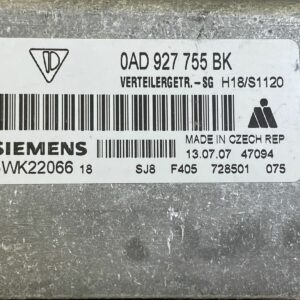 0AD 927 755 BK
VERTEILERGETR.-SG H18/S1120
MADE IN CZECH REP
SIEMENS 13.07.07 47094
WK22066 18 SJ8 F405 728501 075